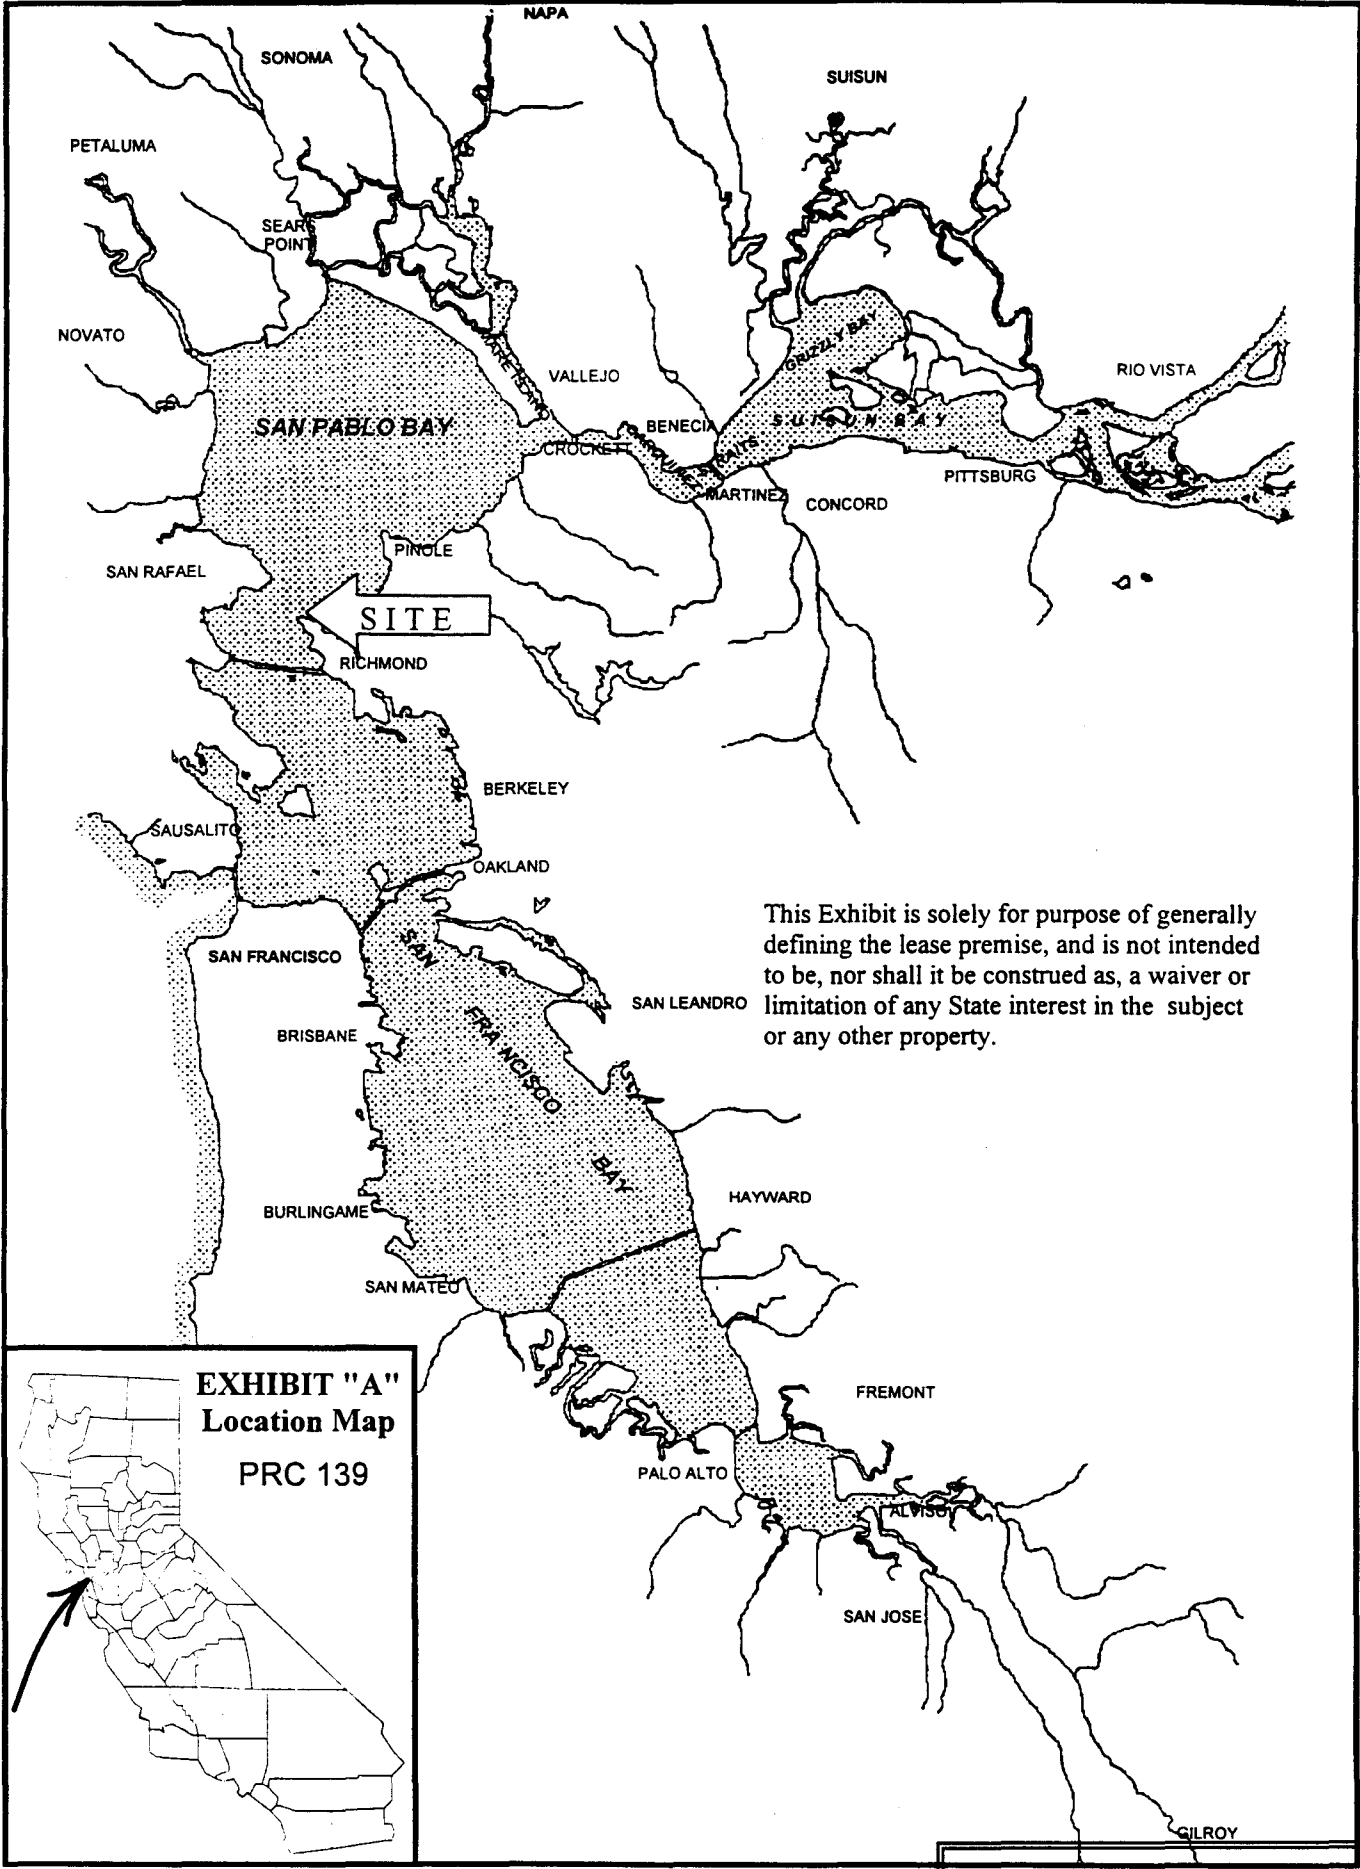 NAPA
SONOMA
SUISUN
PETALUMA
SEARS
POINT
NOVATO
MARE ISLAND
VALLEJO
GRIZZLY BAY
RIO VISTA
SAN PABLO BAY
BENECIA
SUISUN BAY
CROCKETT
CARQUINEZ STRAITS
PITTSBURG
MARTINEZ
CONCORD
PINOLE
SAN RAFAEL
SITE
RICHMOND
BERKELEY
SAUSALITO
OAKLAND
This Exhibit is solely for purpose of generally
defining the lease premise, and is not intended
to be, nor shall it be construed as, a waiver or
limitation of any State interest in the subject
or any other property.
SAN FRANCISCO
SAN FRANCISCO BAY
SAN LEANDRO
BRISBANE
HAYWARD
BURLINGAME
SAN MATEO
FREMONT
PALO ALTO
ALVISO
SAN JOSE
GILROY
EXHIBIT "A"
Location Map
PRC 139